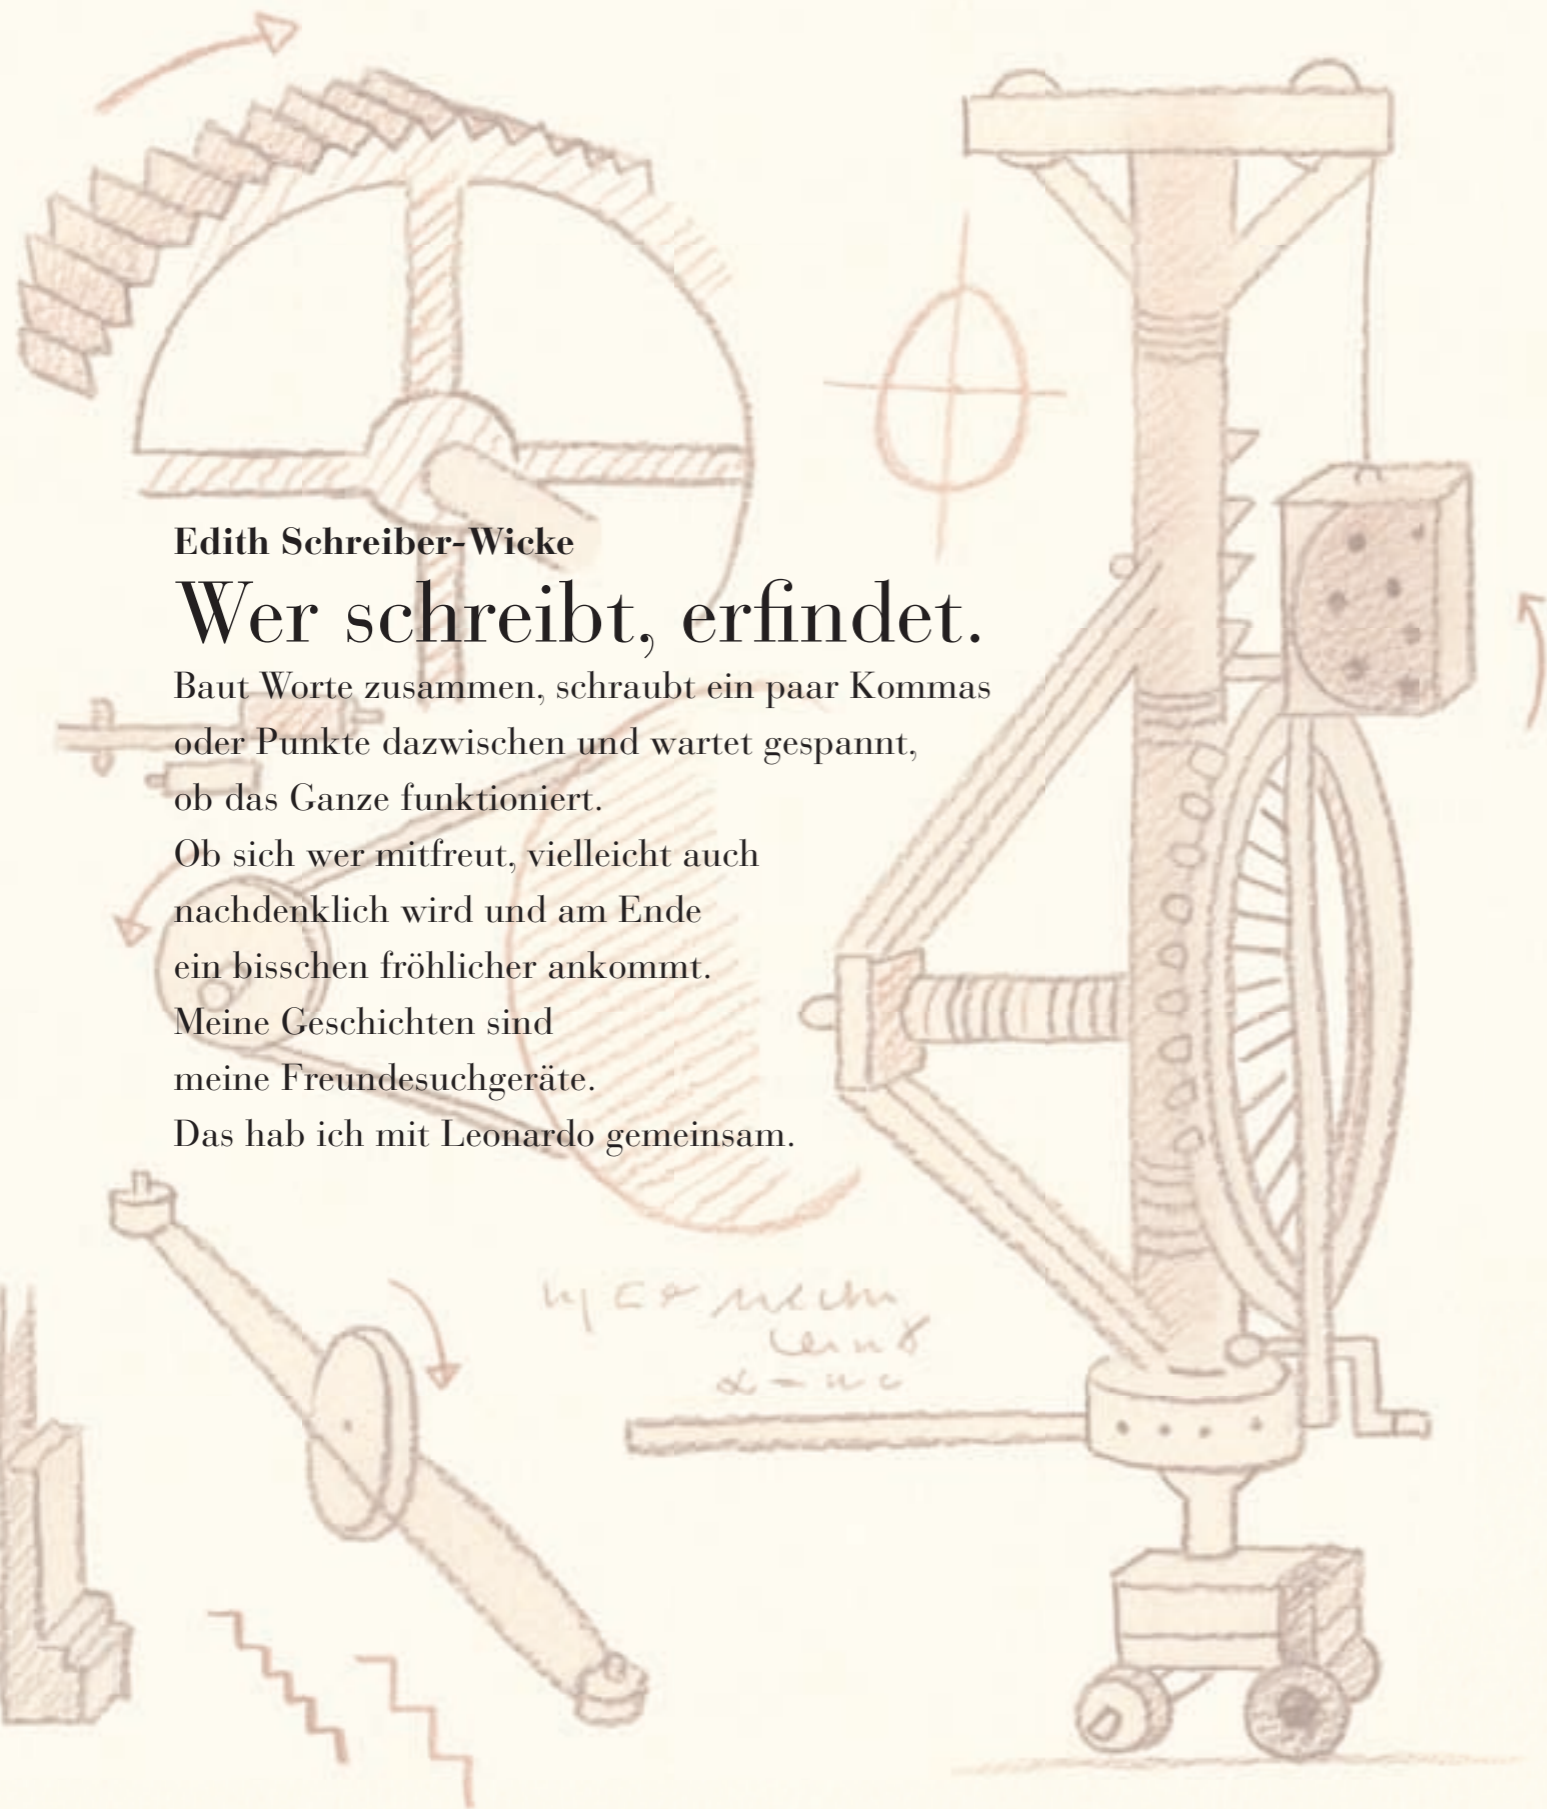 Edith Schreiber-Wicke
Wer schreibt, erfindet.
Baut Worte zusammen, schraubt ein paar Kommas
oder Punkte dazwischen und wartet gespannt,
ob das Ganze funktioniert.
Ob sich wer mitfreut, vielleicht auch
nachdenklich wird und am Ende
ein bisschen fröhlicher ankommt.
Meine Geschichten sind
meine Freundesuchgeräte.
Das hab ich mit Leonardo gemeinsam.